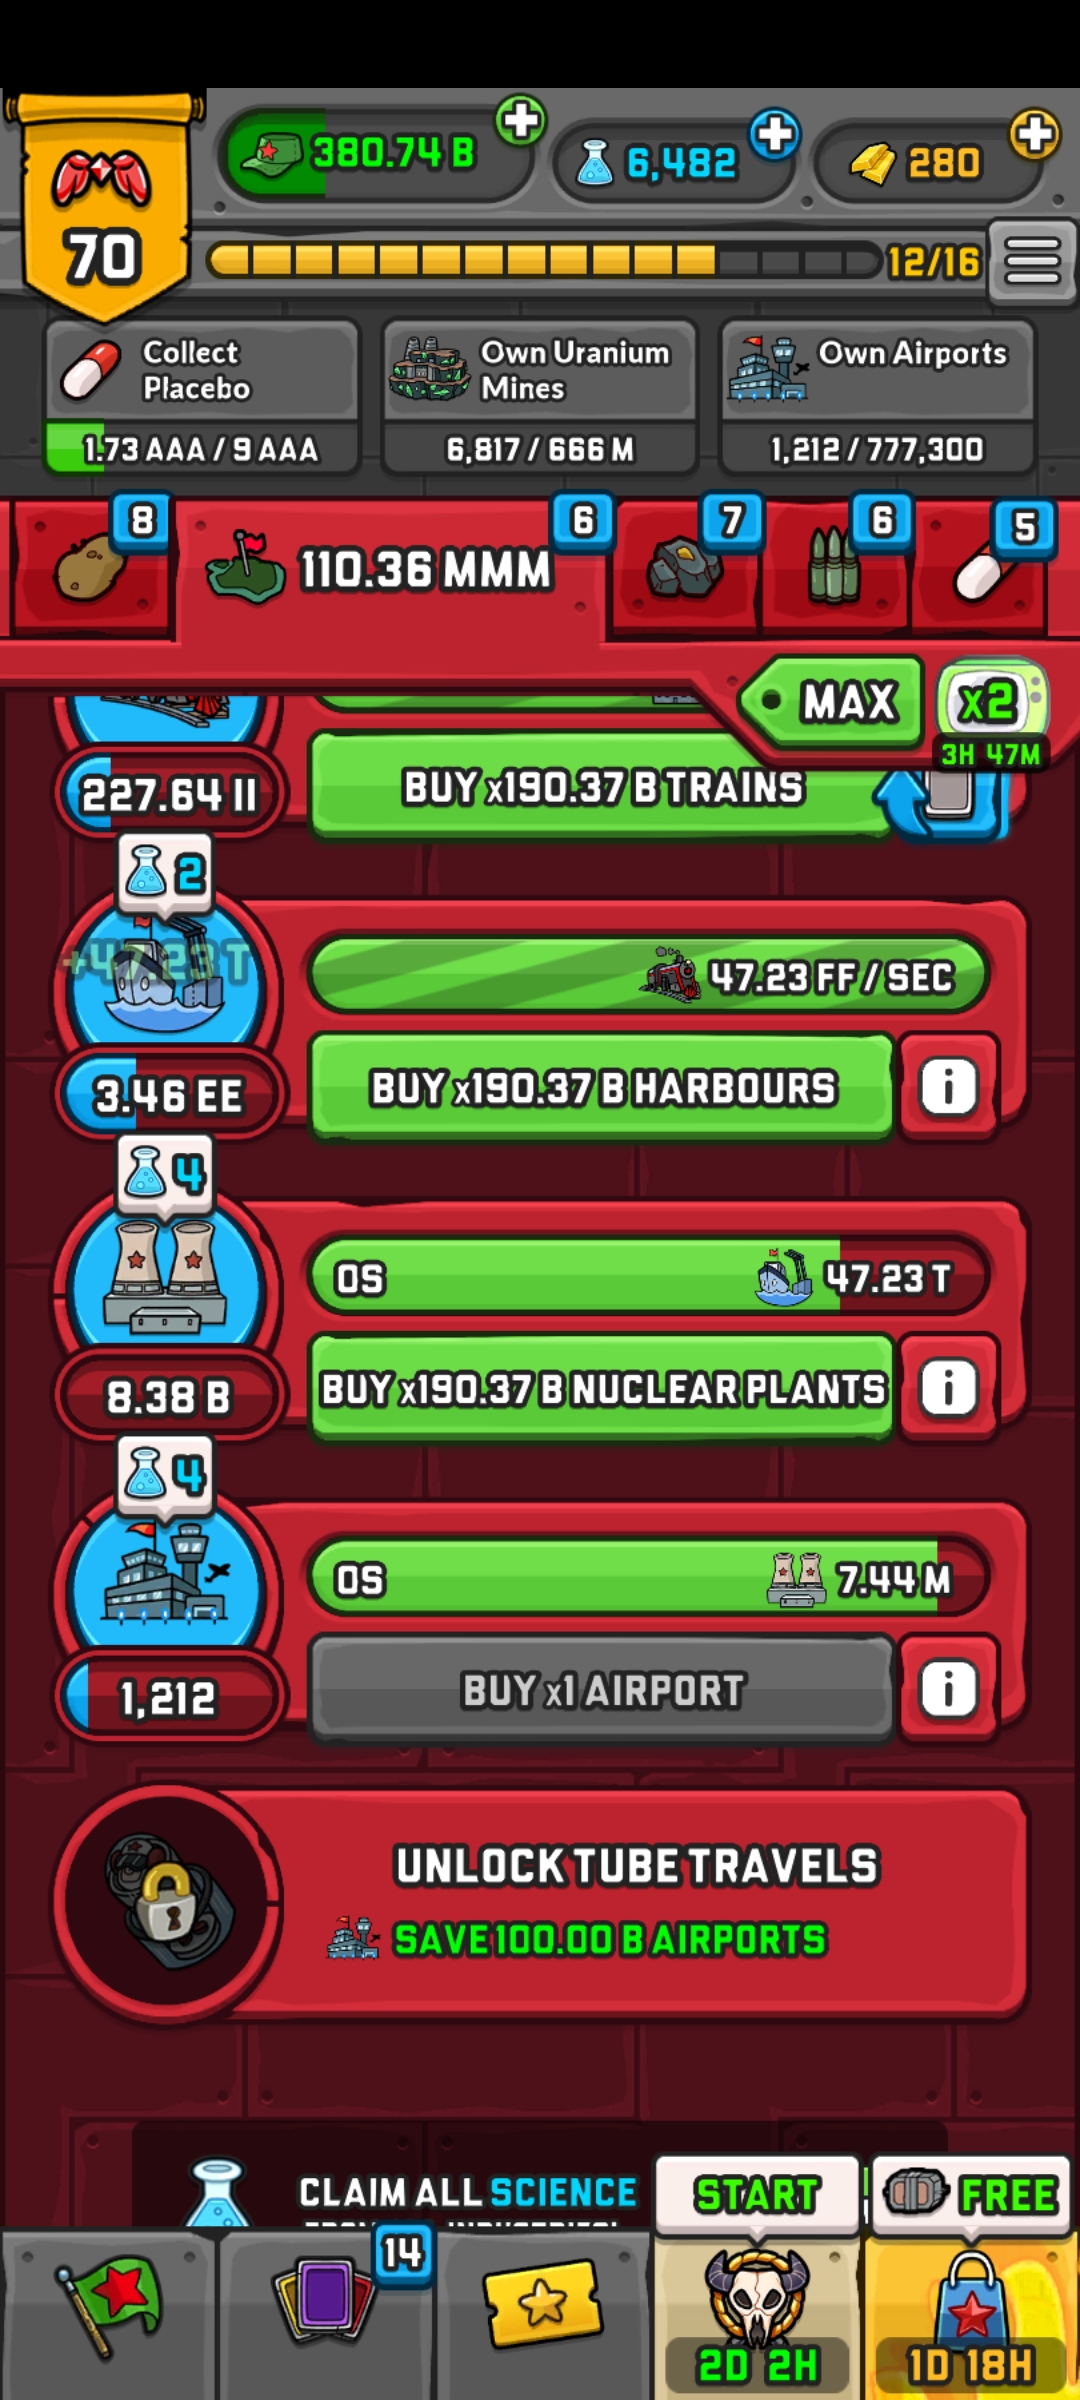 380.74 B
6,482
280
70
12/16
Collect
Placebo
1.73 AAA / 9 AAA
Own Uranium
Mines
6,817 / 666 M
Own Airports
1,212 / 777,300
8
110.36 MMM
6
7
6
5
MAX
x2
3H 47M
227.64 II
BUY x190.37 B TRAINS
2
+47.23 T
47.23 FF / SEC
3.46 EE
BUY x190.37 B HARBOURS
i
4
0S
47.23 T
8.38 B
BUY x190.37 B NUCLEAR PLANTS
i
4
0S
7.44 M
1,212
BUY x1 AIRPORT
i
UNLOCK TUBE TRAVELS
SAVE 100.00 B AIRPORTS
CLAIM ALL SCIENCE
START
FREE
14
2D 2H
1D 18H